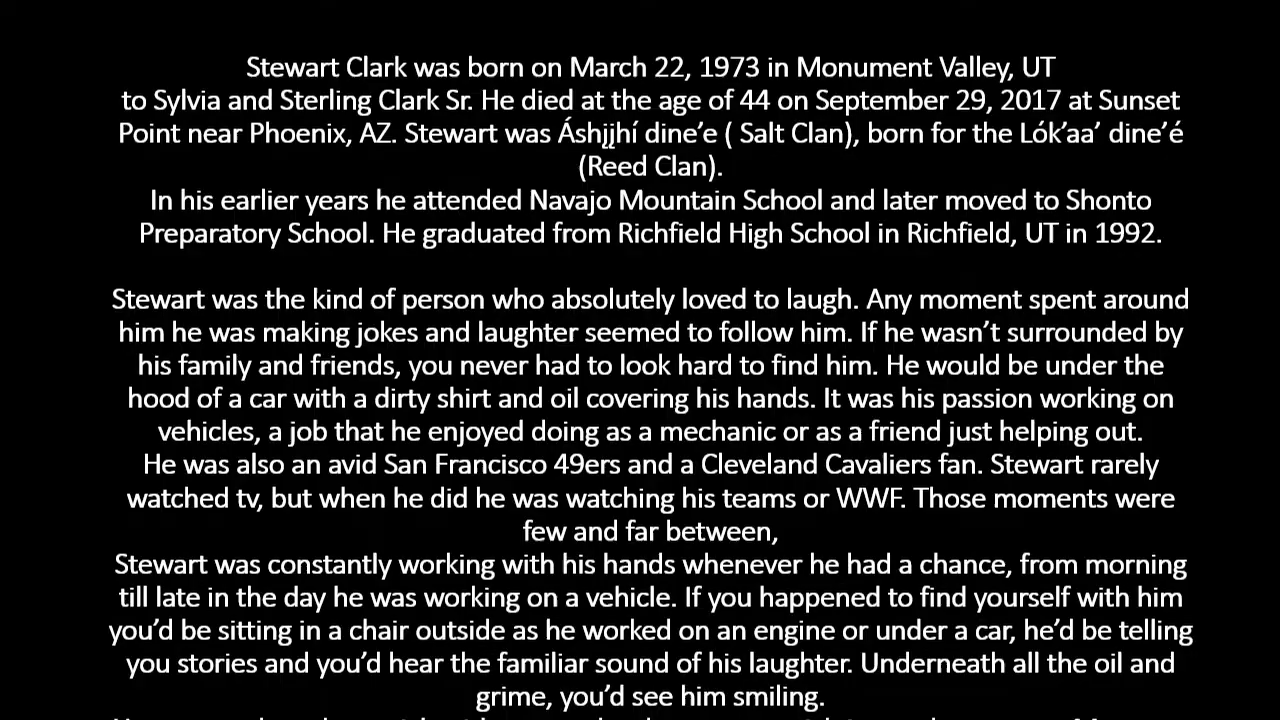 Stewart Clark was born on March 22, 1973 in Monument Valley, UT
to Sylvia and Sterling Clark Sr. He died at the age of 44 on September 29, 2017 at Sunset
Point near Phoenix, AZ. Stewart was Áshįįhí dine’e ( Salt Clan), born for the Lók’aa’ dine’é
(Reed Clan).
In his earlier years he attended Navajo Mountain School and later moved to Shonto
Preparatory School. He graduated from Richfield High School in Richfield, UT in 1992.
Stewart was the kind of person who absolutely loved to laugh. Any moment spent around
him he was making jokes and laughter seemed to follow him. If he wasn’t surrounded by
his family and friends, you never had to look hard to find him. He would be under the
hood of a car with a dirty shirt and oil covering his hands. It was his passion working on
vehicles, a job that he enjoyed doing as a mechanic or as a friend just helping out.
He was also an avid San Francisco 49ers and a Cleveland Cavaliers fan. Stewart rarely
watched tv, but when he did he was watching his teams or WWF. Those moments were
few and far between,
Stewart was constantly working with his hands whenever he had a chance, from morning
till late in the day he was working on a vehicle. If you happened to find yourself with him
you’d be sitting in a chair outside as he worked on an engine or under a car, he’d be telling
you stories and you’d hear the familiar sound of his laughter. Underneath all the oil and
grime, you’d see him smiling.